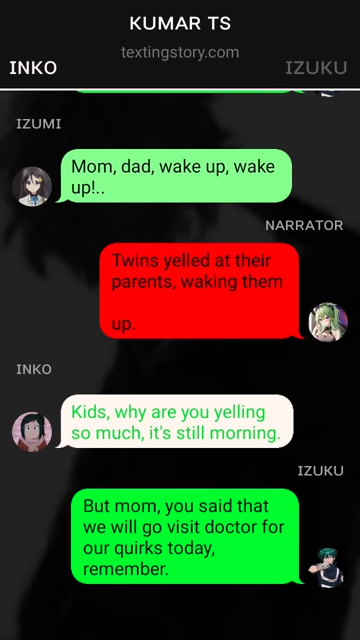 KUMAR TS
textingstory.com
INKO
IZUKU
IZUMI
Mom, dad, wake up, wake
up!..
NARRATOR
Twins yelled at their
parents, waking them
up.
INKO
Kids, why are you yelling
so much, it's still morning.
IZUKU
But mom, you said that
we will go visit doctor for
our quirks today,
remember.